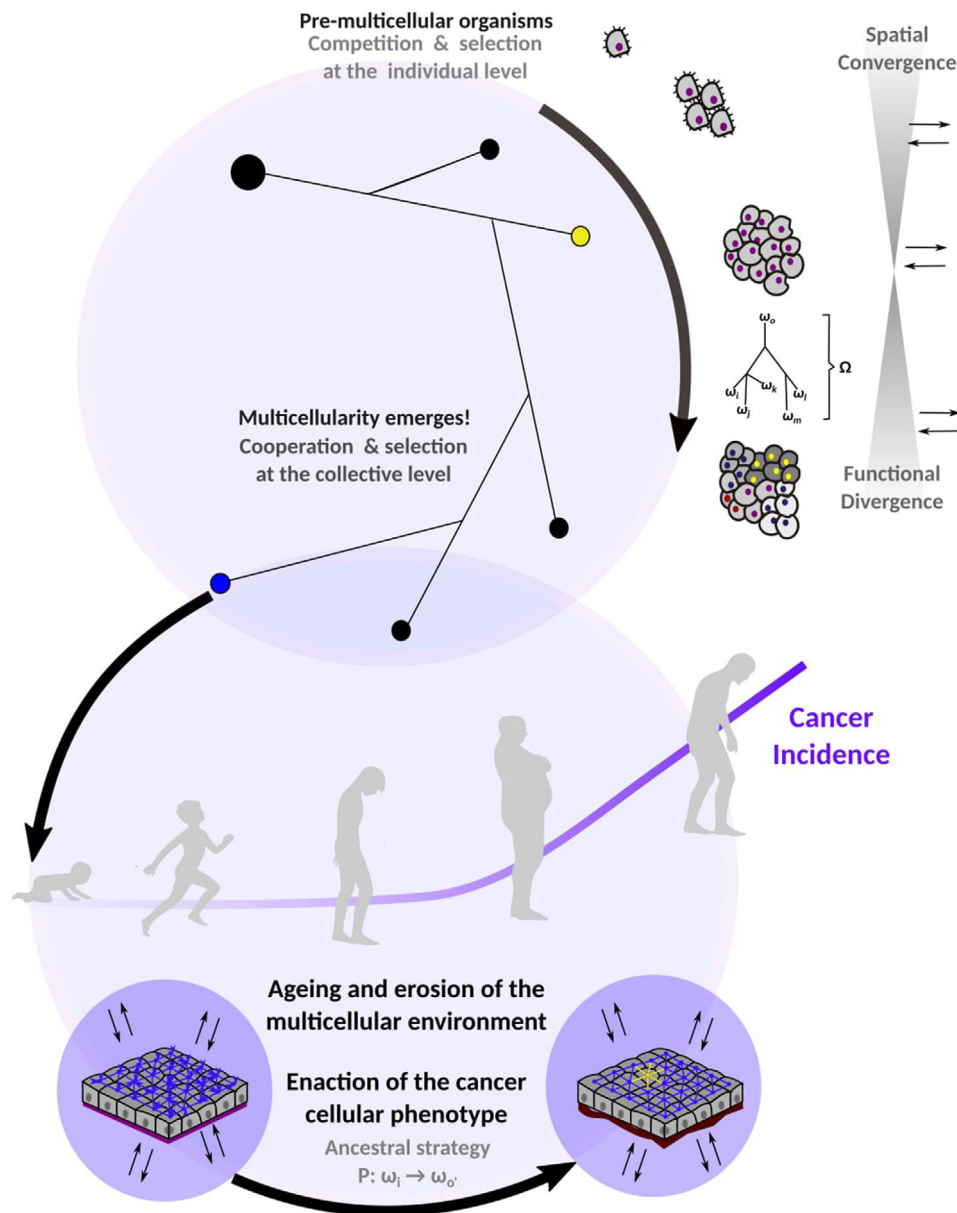 Pre-multicellular organisms
Competition & selection
at the individual level
Spatial
Convergence
ωo
ωi
ωk
ωl
ωj
ωm
Ω
Multicellularity emerges!
Cooperation & selection
at the collective level
Functional
Divergence
Cancer
Incidence
Ageing and erosion of the
multicellular environment
Enaction of the cancer
cellular phenotype
Ancestral strategy
P: ωi → ωo'